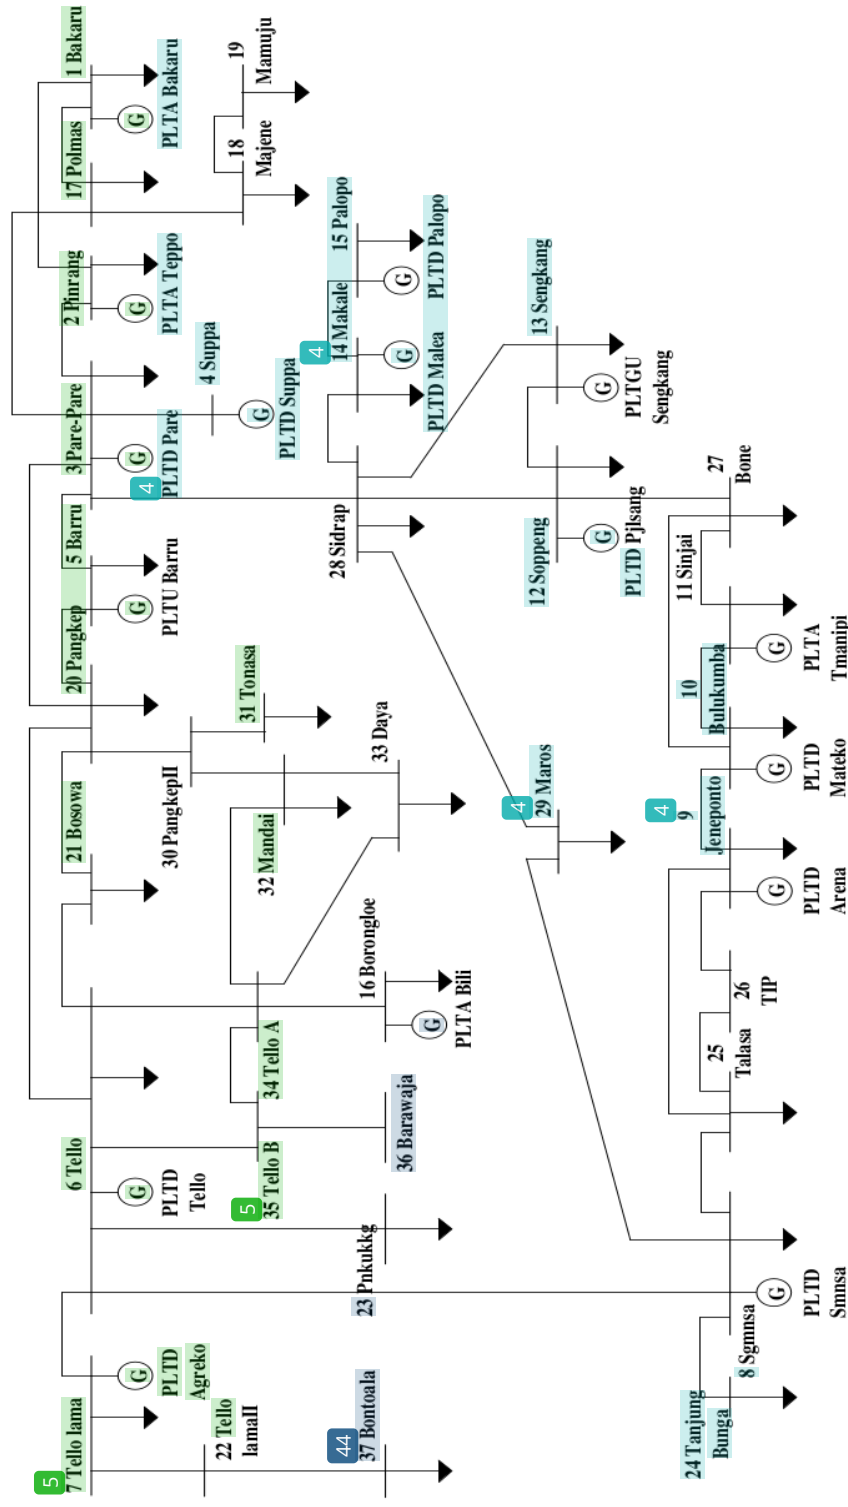 1 Bakaru
G
PLTA Bakaru
17 Polmas
19
Mamuju
18
Majene
2 Pinrang
G
PLTA Teppo
4 Suppa
G
PLTD Suppa
3 Pare-Pare
G
PLTD Pare
4
5 Barru
G
PLTU Barru
20 Pangkep
21 Bosowa
30 PangkepII
31 Tonasa
32 Mandai
33 Daya
6 Tello
G
PLTD
Tello
34 Tello A
35 Tello B
5
16 Borongloe
G
PLTA Bili
36 Barawaja
23 Pnkukkg
7 Tello lama
5
G
PLTD
Agreko
22 Tello
lamaII
37 Bontoala
44
15 Palopo
G
PLTD Palopo
14 Makale
4
G
PLTD Malea
28 Sidrap
13 Sengkang
G
PLTGU
Sengkang
12 Soppeng
G
PLTD Pjlsang
29 Maros
4
27
Bone
11 Sinjai
G
PLTA
Tmanipi
10
Bulukumba
G
PLTD
Mateko
9
Jeneponto
4
G
PLTD
Arena
26
TIP
25
Talasa
8 Sgmnsa
G
PLTD
Smusa
24 Tanjung
Bunga